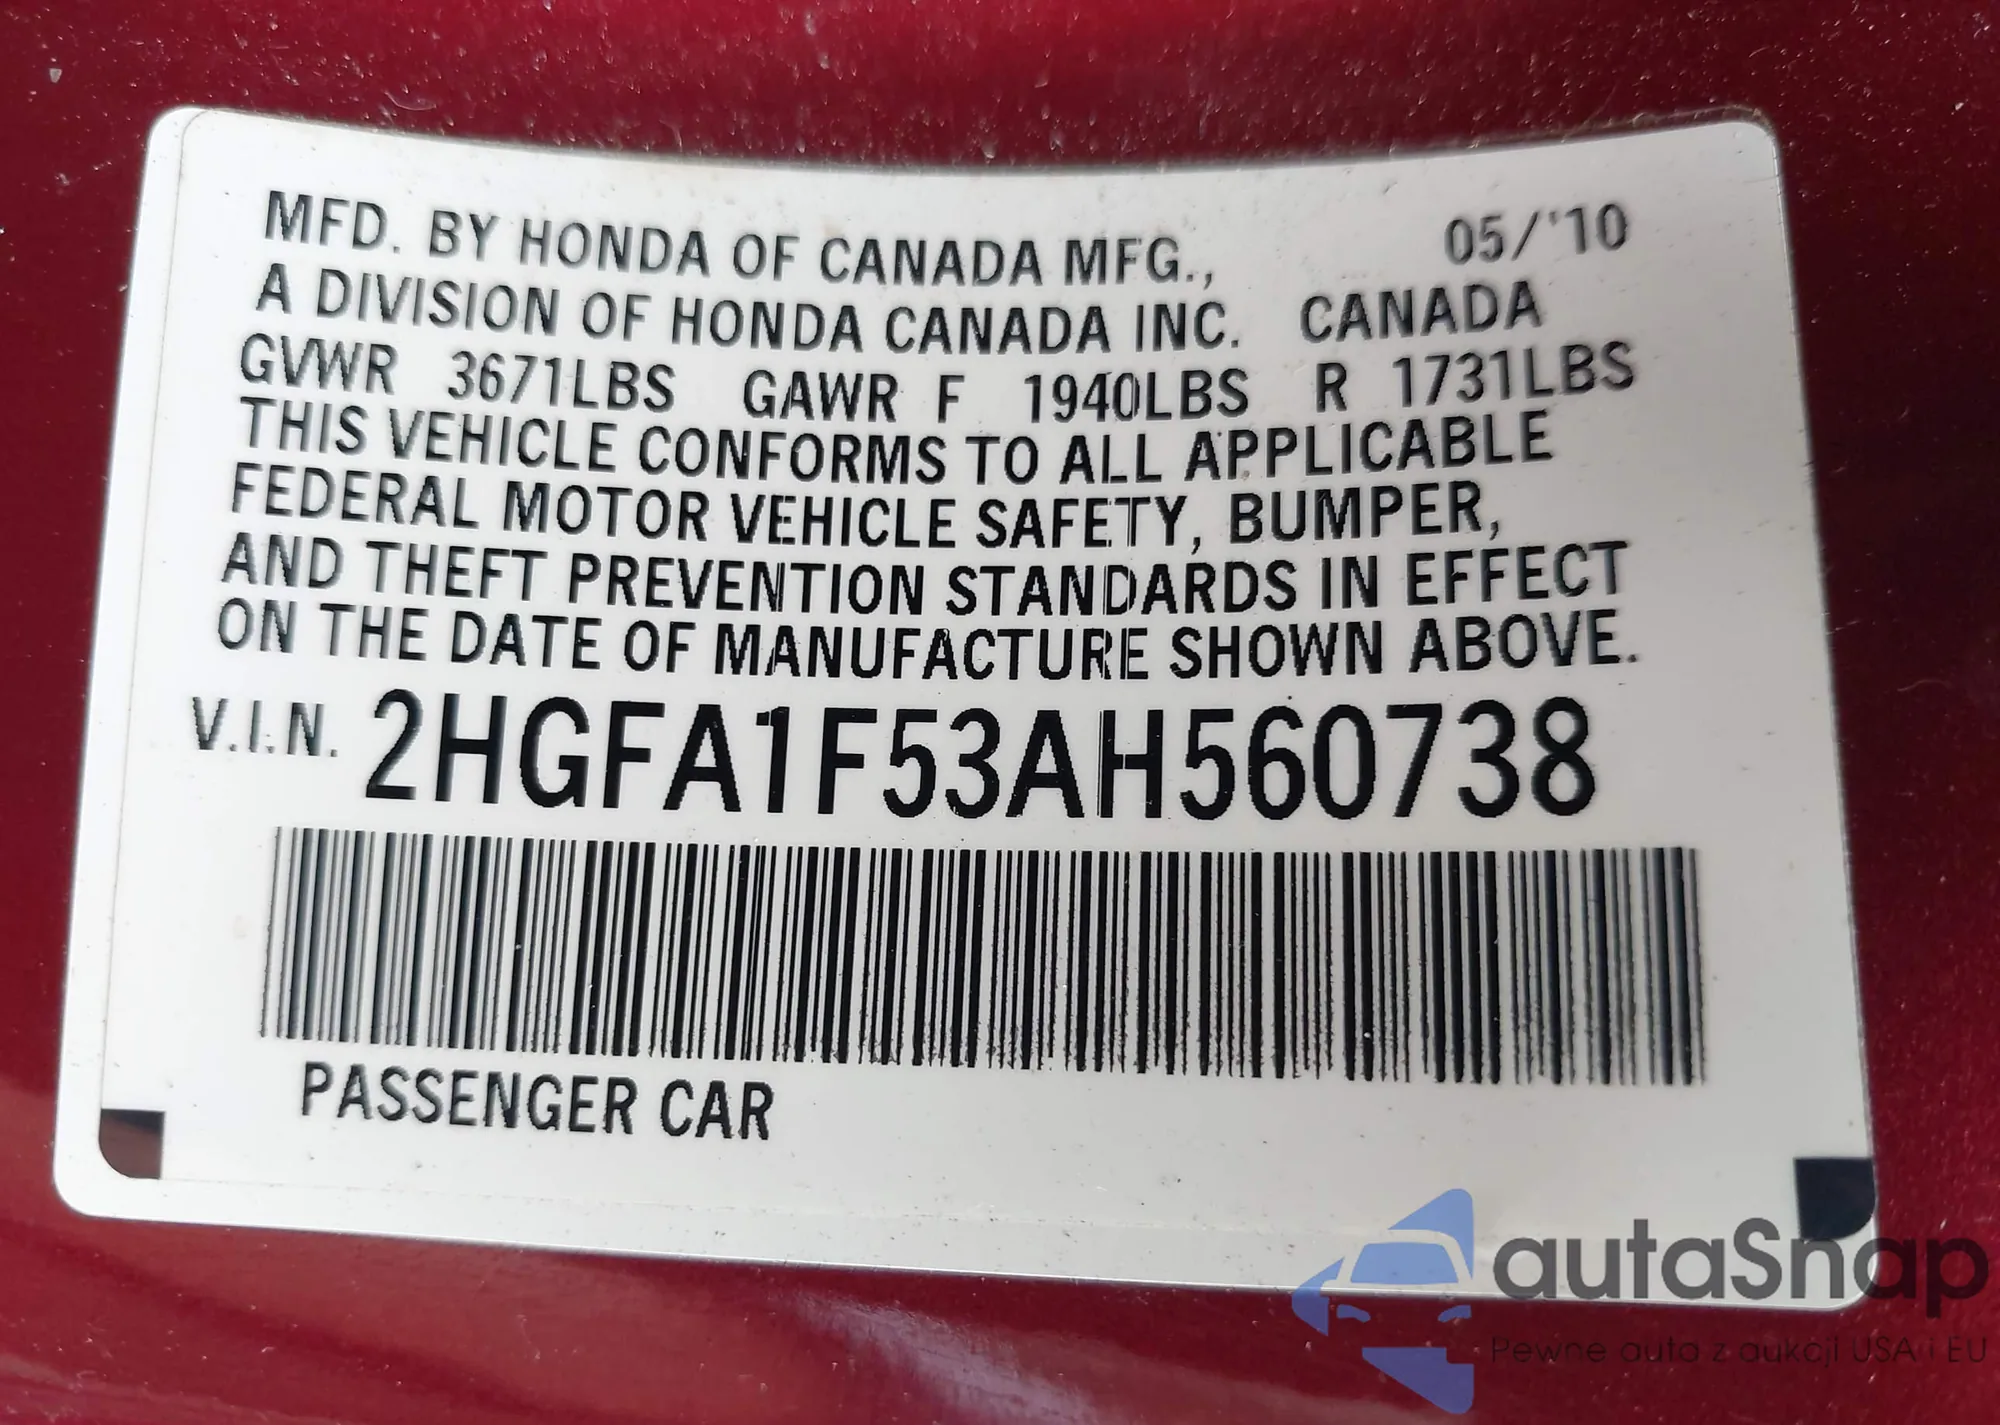 MFD. BY HONDA OF CANADA MFG., 05/'10
A DIVISION OF HONDA CANADA INC. CANADA
GVWR 3671LBS GAWR F 1940LBS R 1731LBS
THIS VEHICLE CONFORMS TO ALL APPLICABLE
FEDERAL MOTOR VEHICLE SAFETY, BUMPER,
AND THEFT PREVENTION STANDARDS IN EFFECT
ON THE DATE OF MANUFACTURE SHOWN ABOVE.
V.I.N. 2HGFA1F53AH560738
PASSENGER CAR
autaSnap
Pewne auta z aukcji USA i EU